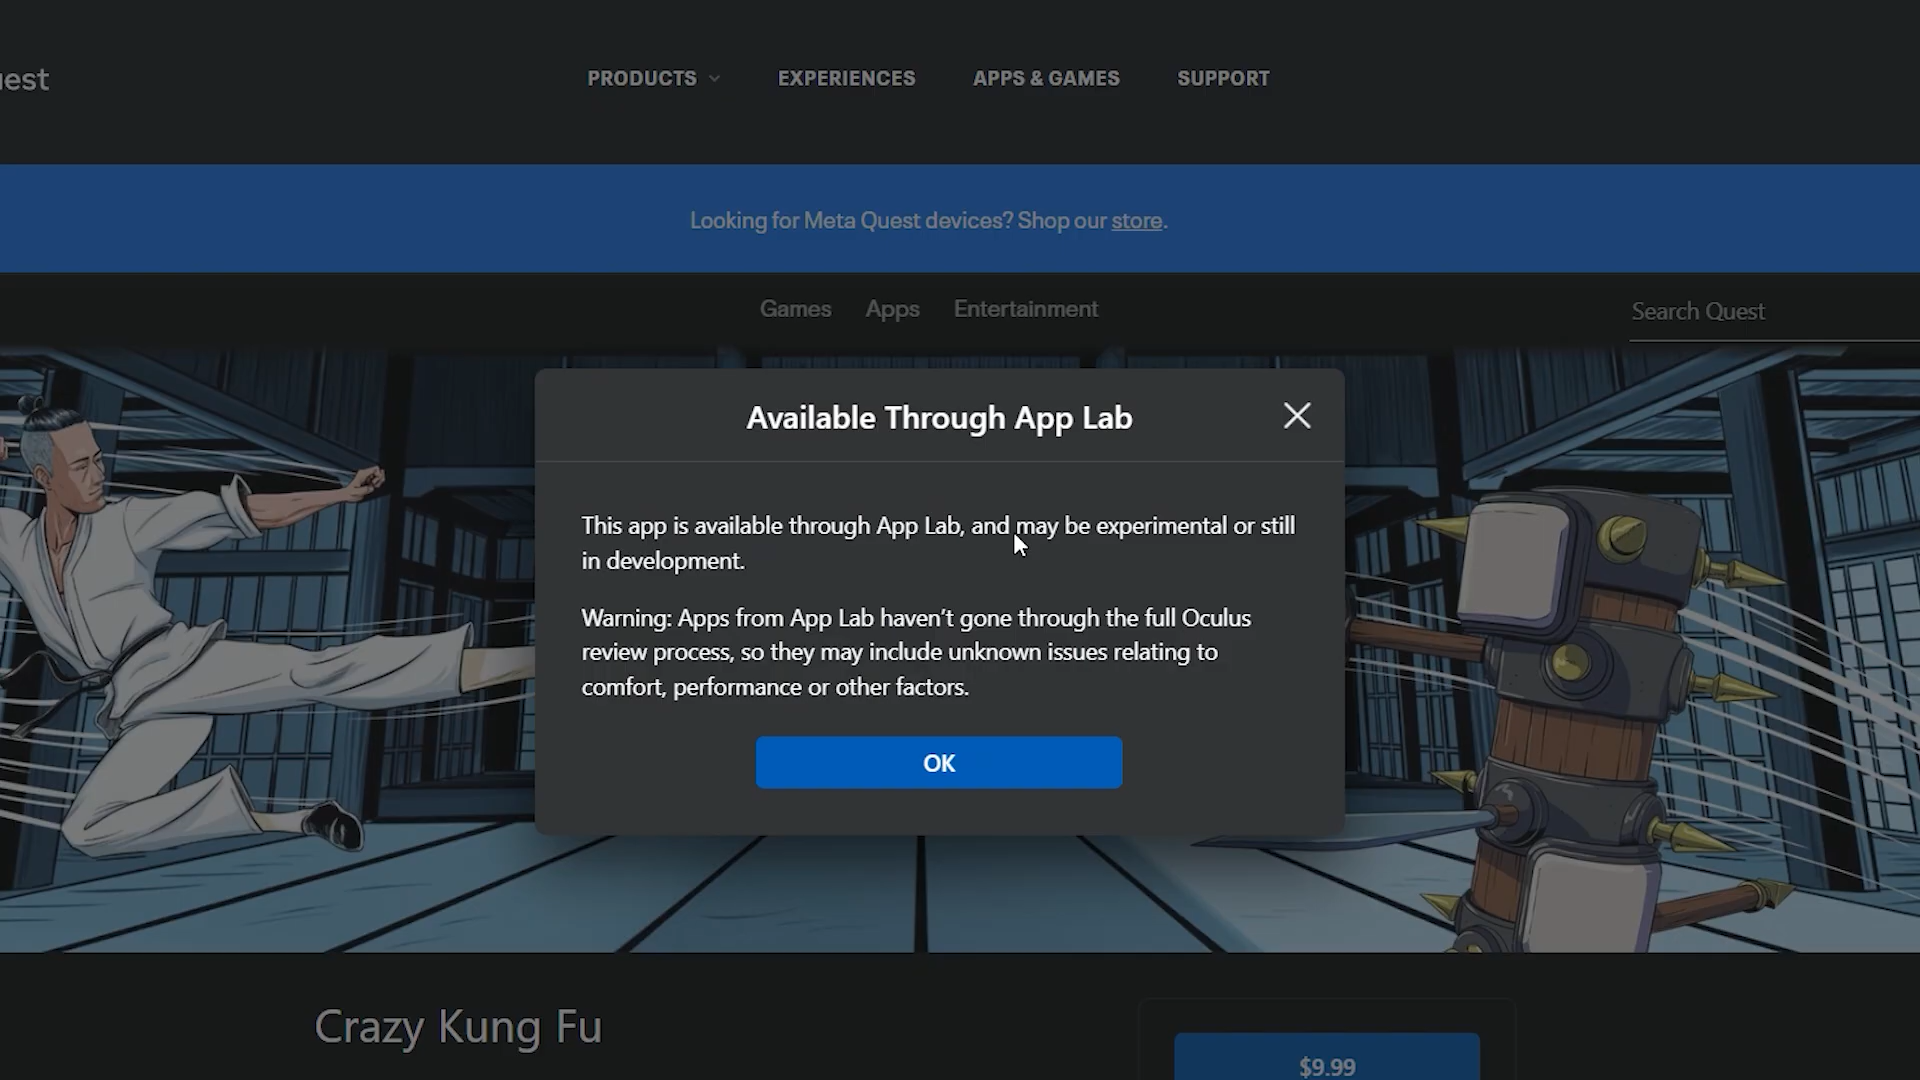 uest
PRODUCTS
EXPERIENCES
APPS & GAMES
SUPPORT
Looking for Meta Quest devices? Shop our store.
Games
Apps
Entertainment
Search Quest
Available Through App Lab
This app is available through App Lab, and may be experimental or still
in development.
Warning: Apps from App Lab haven’t gone through the full Oculus
review process, so they may include unknown issues relating to
comfort, performance or other factors.
OK
Crazy Kung Fu
$9.99